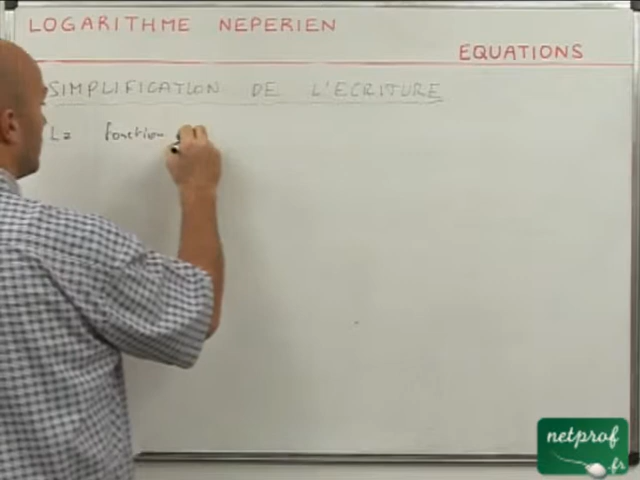 LOGARITHME NEPERIEN
EQUATIONS
SIMPLIFICATION DE L'ECRITURE
La fonction
netprof
.fr